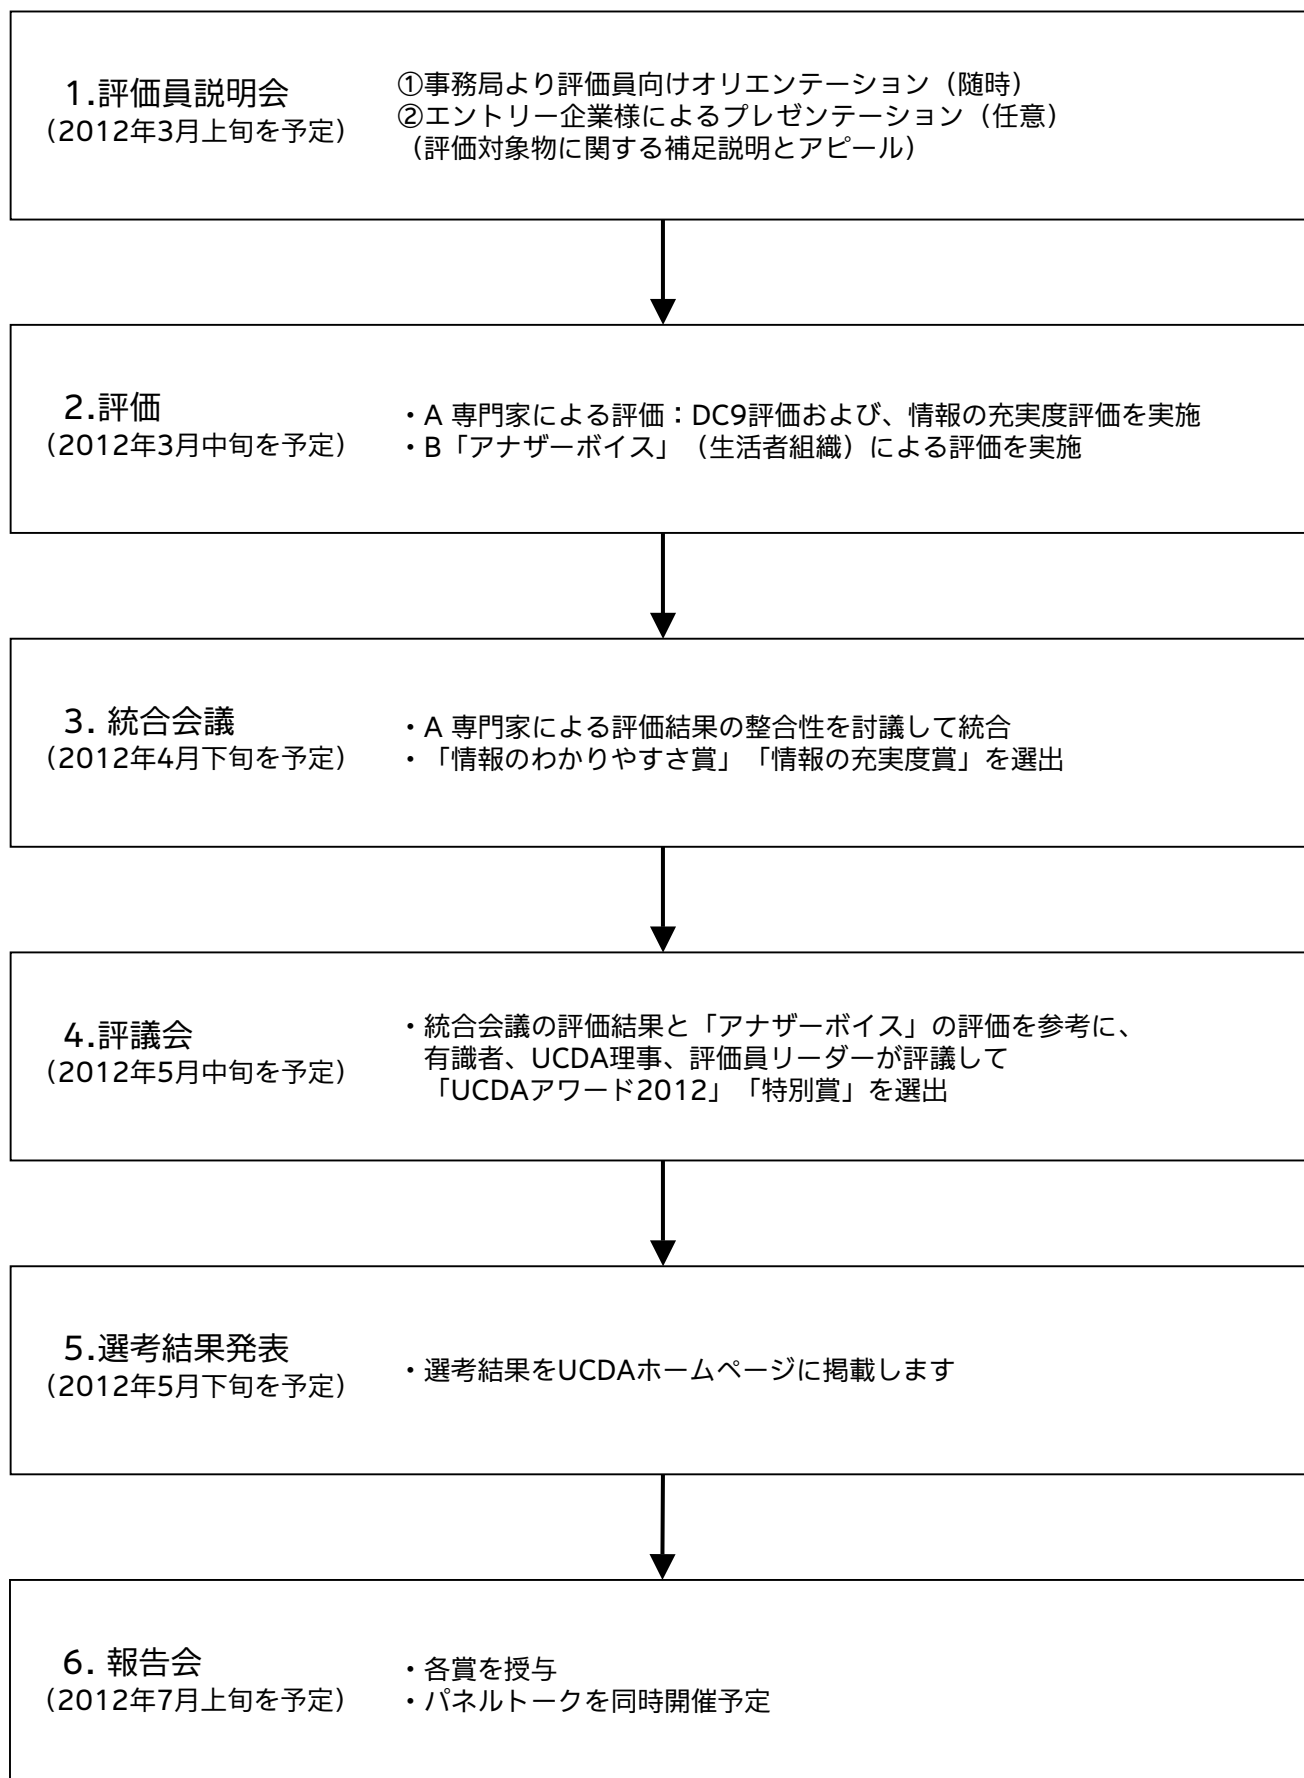 1.評価員説明会
(2012年3月上旬を予定)
①事務局より評価員向けオリエンテーション(随時)
②エントリー企業様によるプレゼンテーション(任意)
(評価対象物に関する補足説明とアピール)
2.評価
(2012年3月中旬を予定)
・A 専門家による評価:DC9評価および、情報の充実度評価を実施
・B「アナザーボイス」(生活者組織)による評価を実施
3. 統合会議
(2012年4月下旬を予定)
・A 専門家による評価結果の整合性を討議して統合
・「情報のわかりやすさ賞」「情報の充実度賞」を選出
4.評議会
(2012年5月中旬を予定)
・統合会議の評価結果と「アナザーボイス」の評価を参考に、
有識者、UCDA理事、評価員リーダーが評議して
「UCDAアワード2012」「特別賞」を選出
5.選考結果発表
(2012年5月下旬を予定)
・選考結果をUCDAホームページに掲載します
6. 報告会
(2012年7月上旬を予定)
・各賞を授与
・パネルトークを同時開催予定